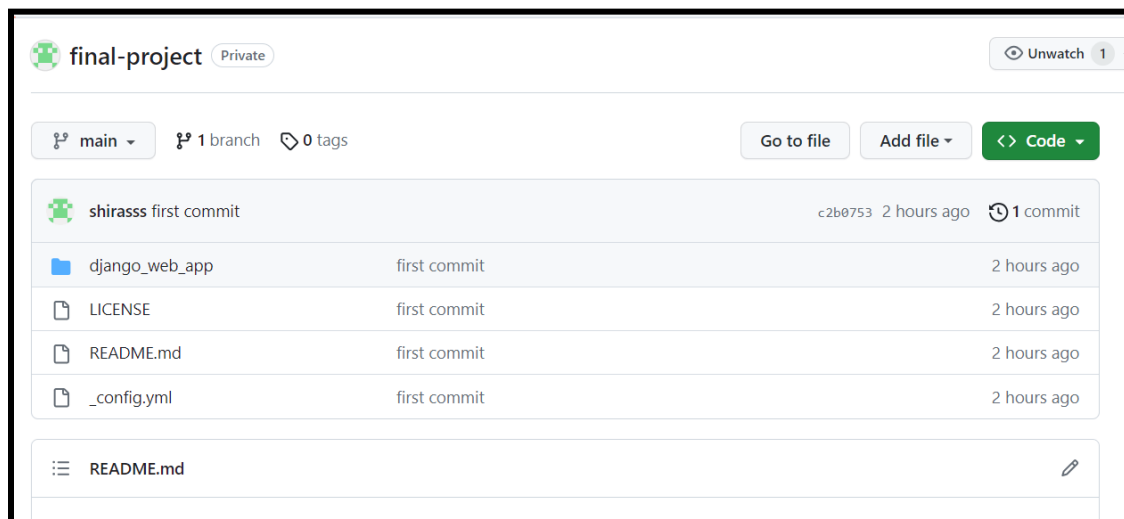 final-project Private Unwatch 1
main 1 branch 0 tags Go to file Add file <> Code
shirasss first commit c2b0753 2 hours ago 1 commit
django_web_app first commit 2 hours ago
LICENSE first commit 2 hours ago
README.md first commit 2 hours ago
_config.yml first commit 2 hours ago
README.md